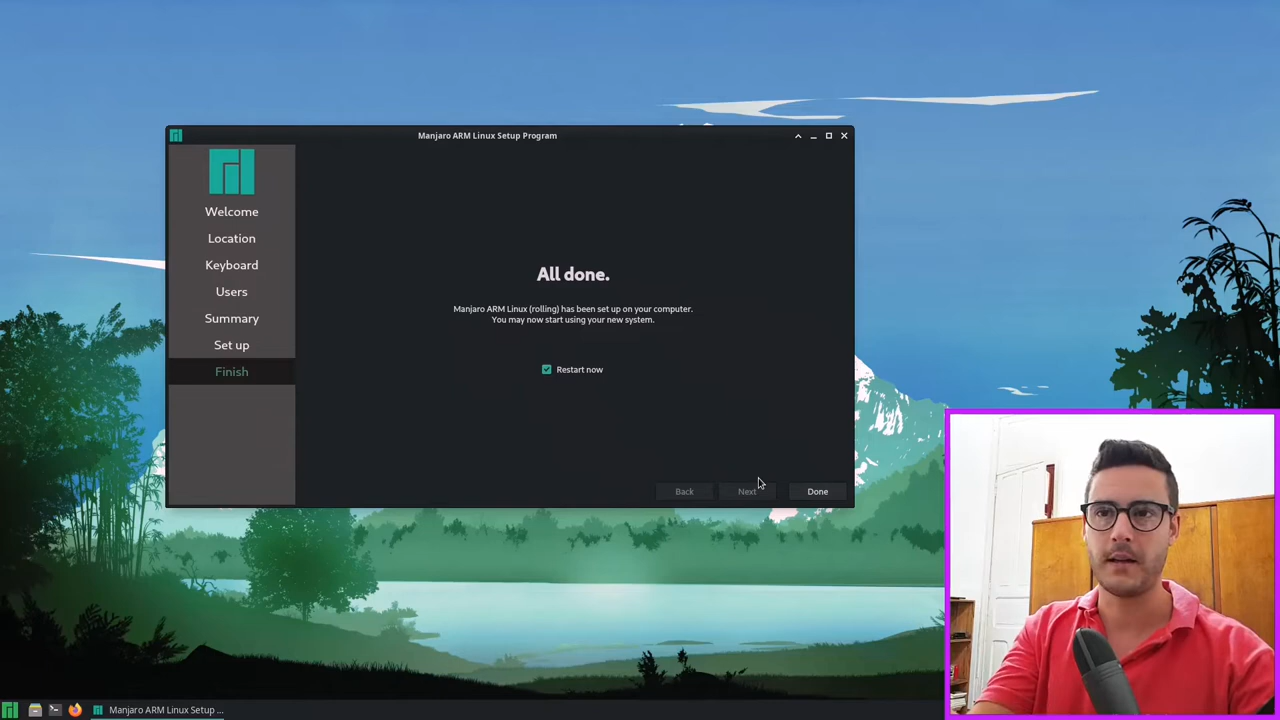 Manjaro ARM Linux Setup Program
Welcome
Location
Keyboard
Users
Summary
Set up
Finish
All done.
Manjaro ARM Linux (rolling) has been set up on your computer.
You may now start using your new system.
Restart now
Back
Next
Done
Manjaro ARM Linux Setup ...